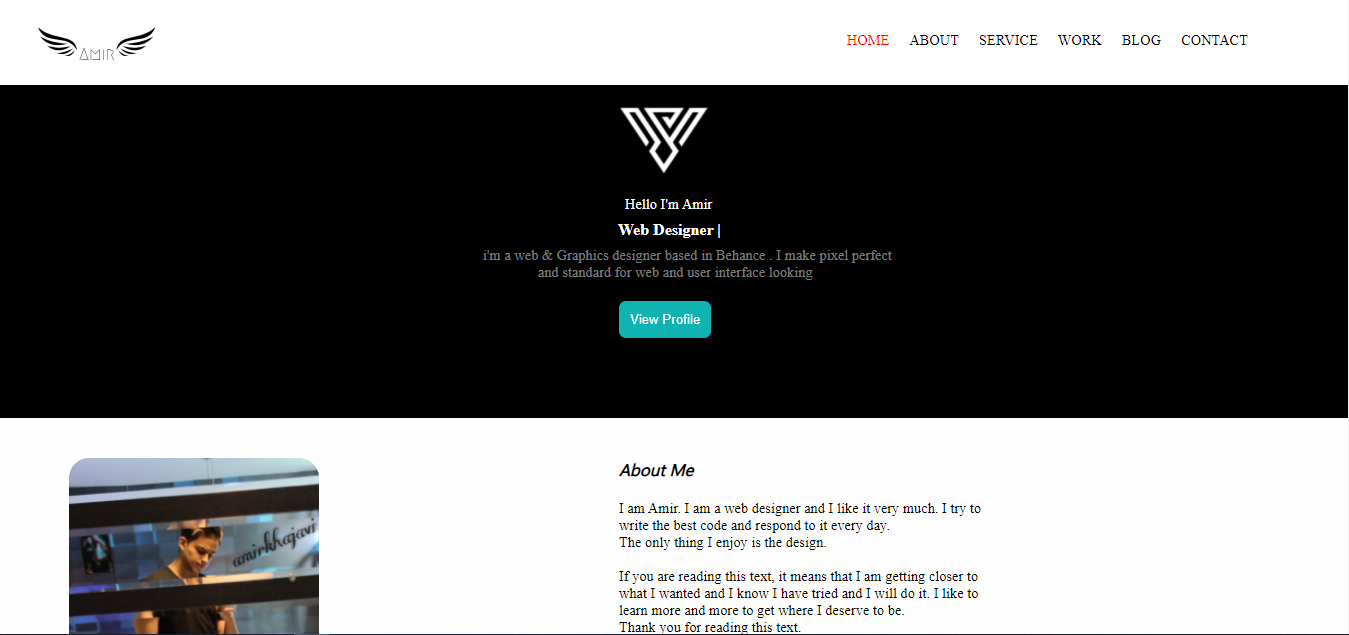 AMIR
HOME ABOUT SERVICE WORK BLOG CONTACT
Hello I'm Amir
Web Designer |
i'm a web & Graphics designer based in Behance . I make pixel perfect
and standard for web and user interface looking
View Profile
amirkhajavi
About Me
I am Amir. I am a web designer and I like it very much. I try to
write the best code and respond to it every day.
The only thing I enjoy is the design.
If you are reading this text, it means that I am getting closer to
what I wanted and I know I have tried and I will do it. I like to
learn more and more to get where I deserve to be.
Thank you for reading this text.